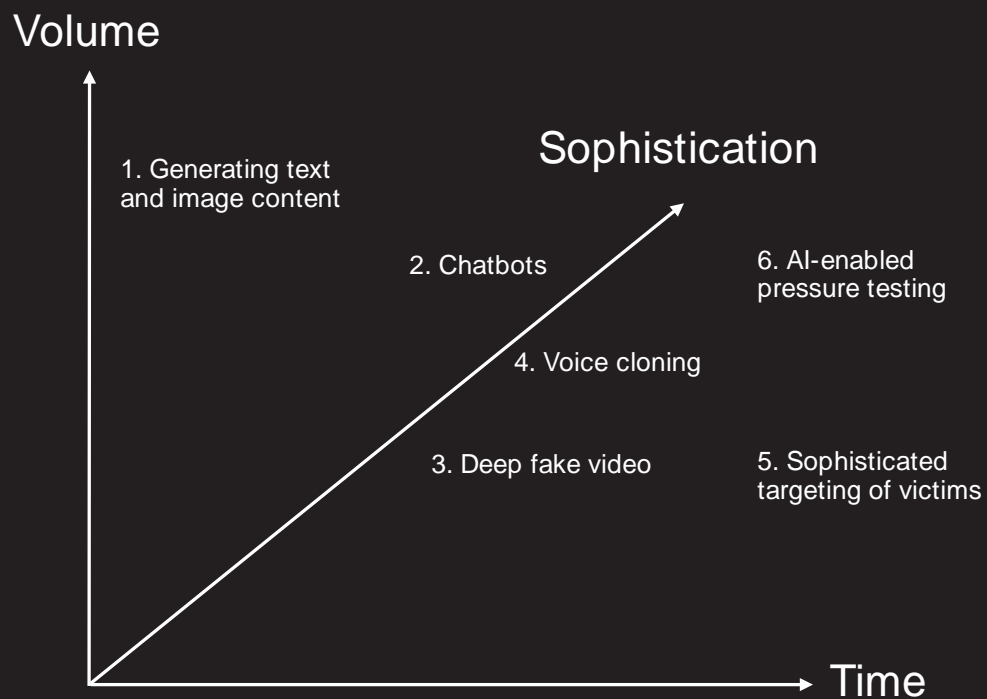 Volume
Sophistication
1. Generating text
and image content
2. Chatbots
6. AI-enabled
pressure testing
4. Voice cloning
3. Deep fake video
5. Sophisticated
targeting of victims
Time